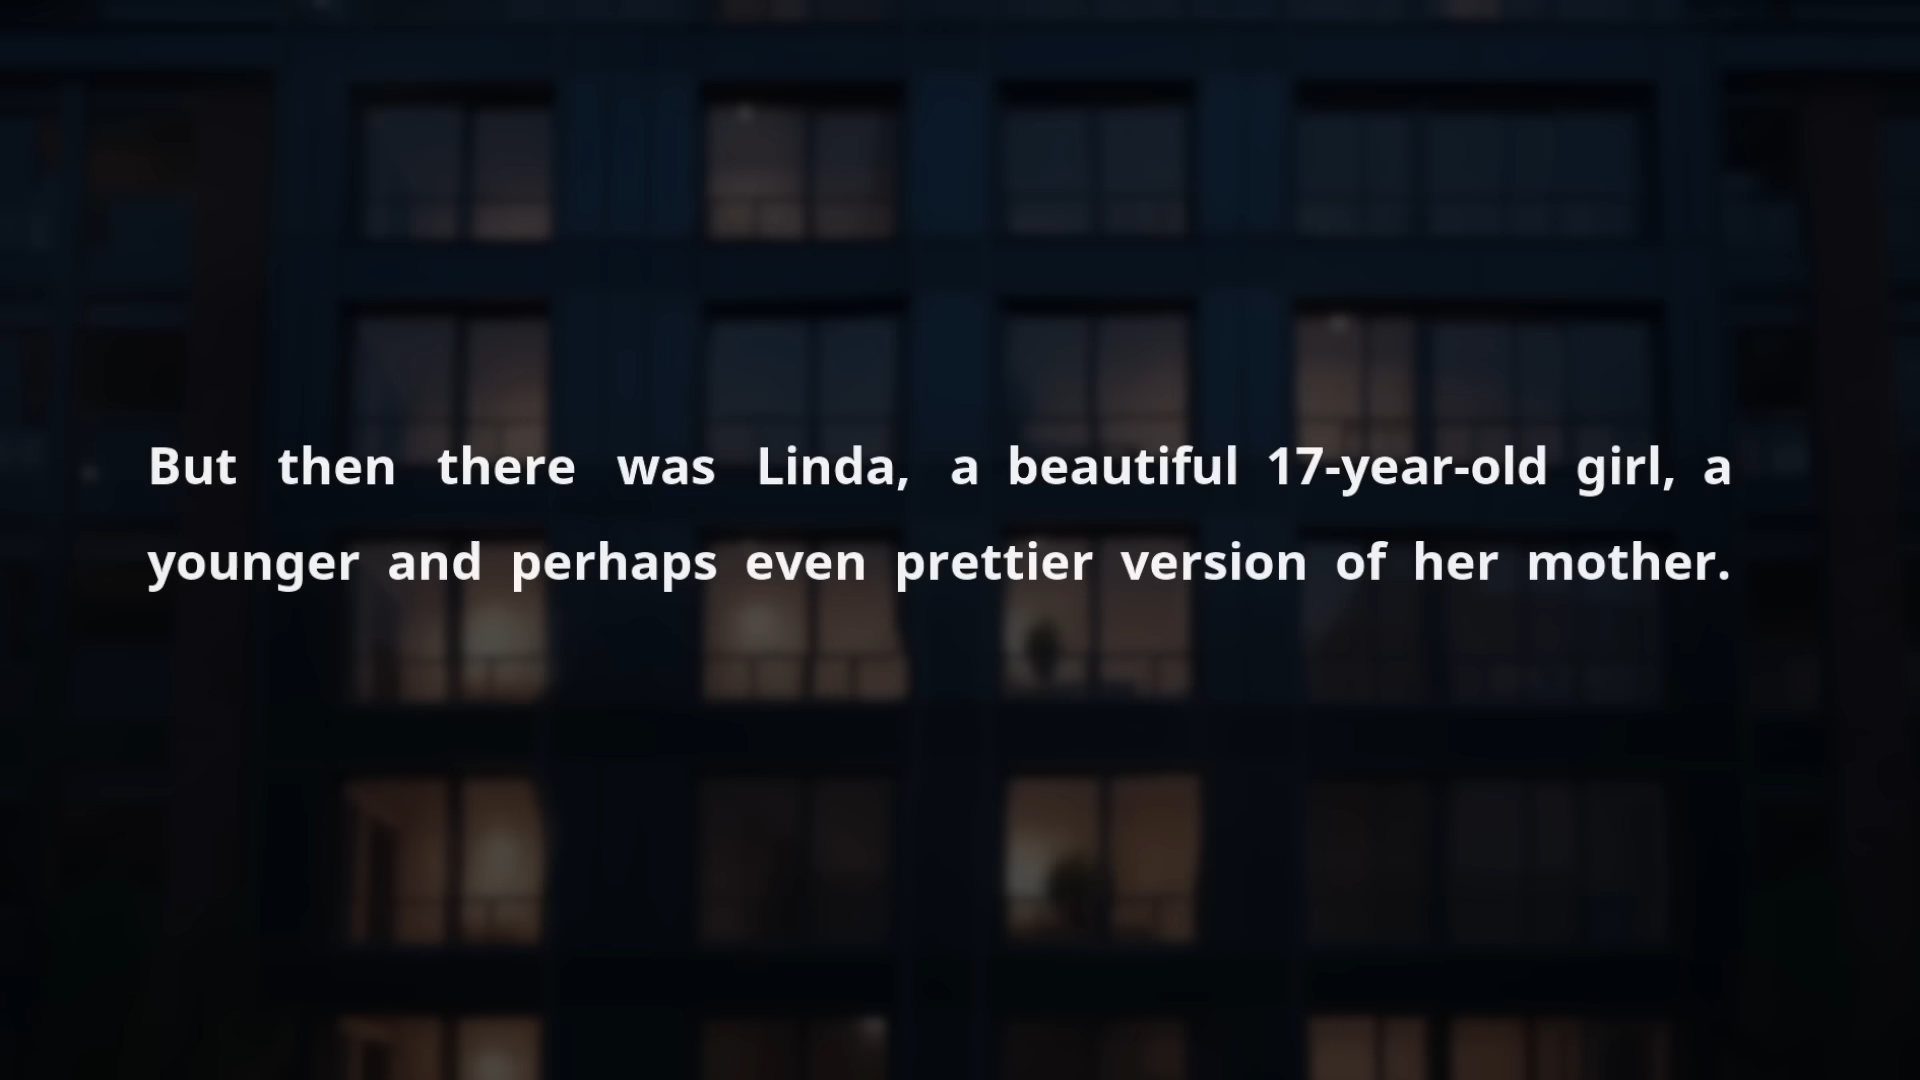 But then there was Linda, a beautiful 17-year-old girl, a
younger and perhaps even prettier version of her mother.